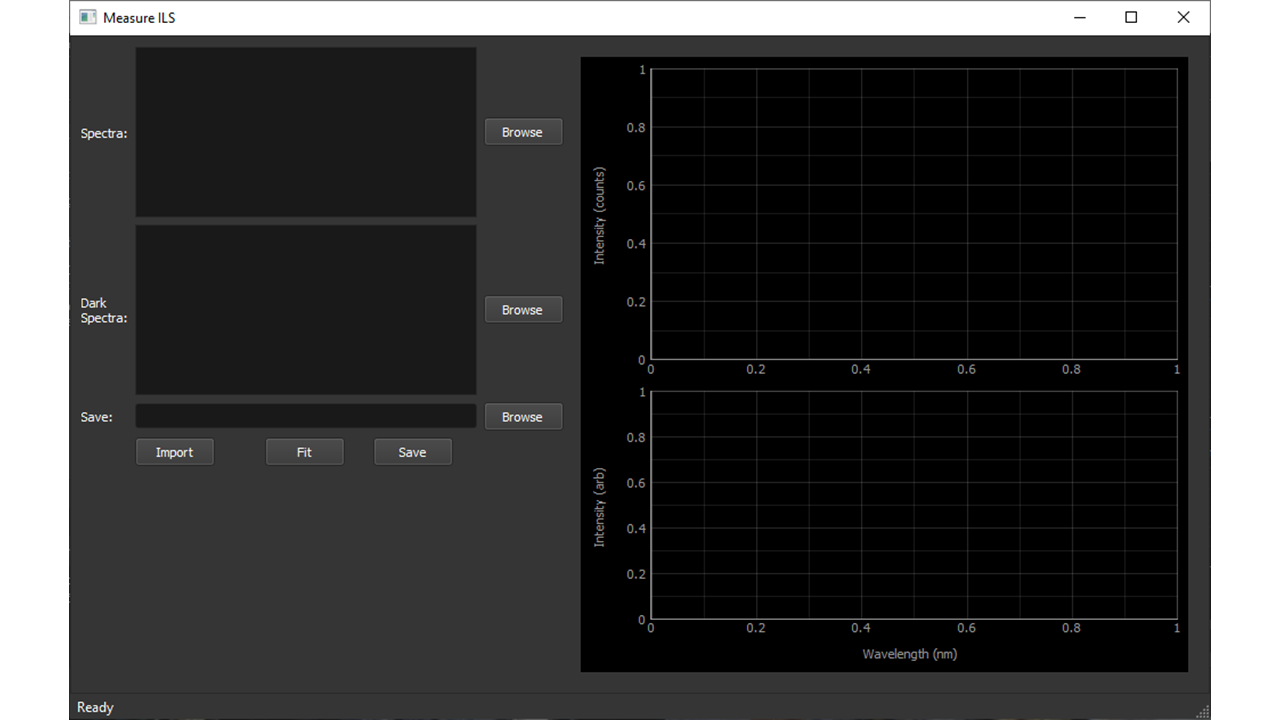 Measure ILS
Spectra:
Browse
Dark
Spectra:
Browse
Save:
Browse
Import
Fit
Save
Intensity (counts)
1
0.8
0.6
0.4
0.2
0
0 0.2 0.4 0.6 0.8 1
Intensity (arb)
1
0.8
0.6
0.4
0.2
0
0 0.2 0.4 0.6 0.8 1
Wavelength (nm)
Ready